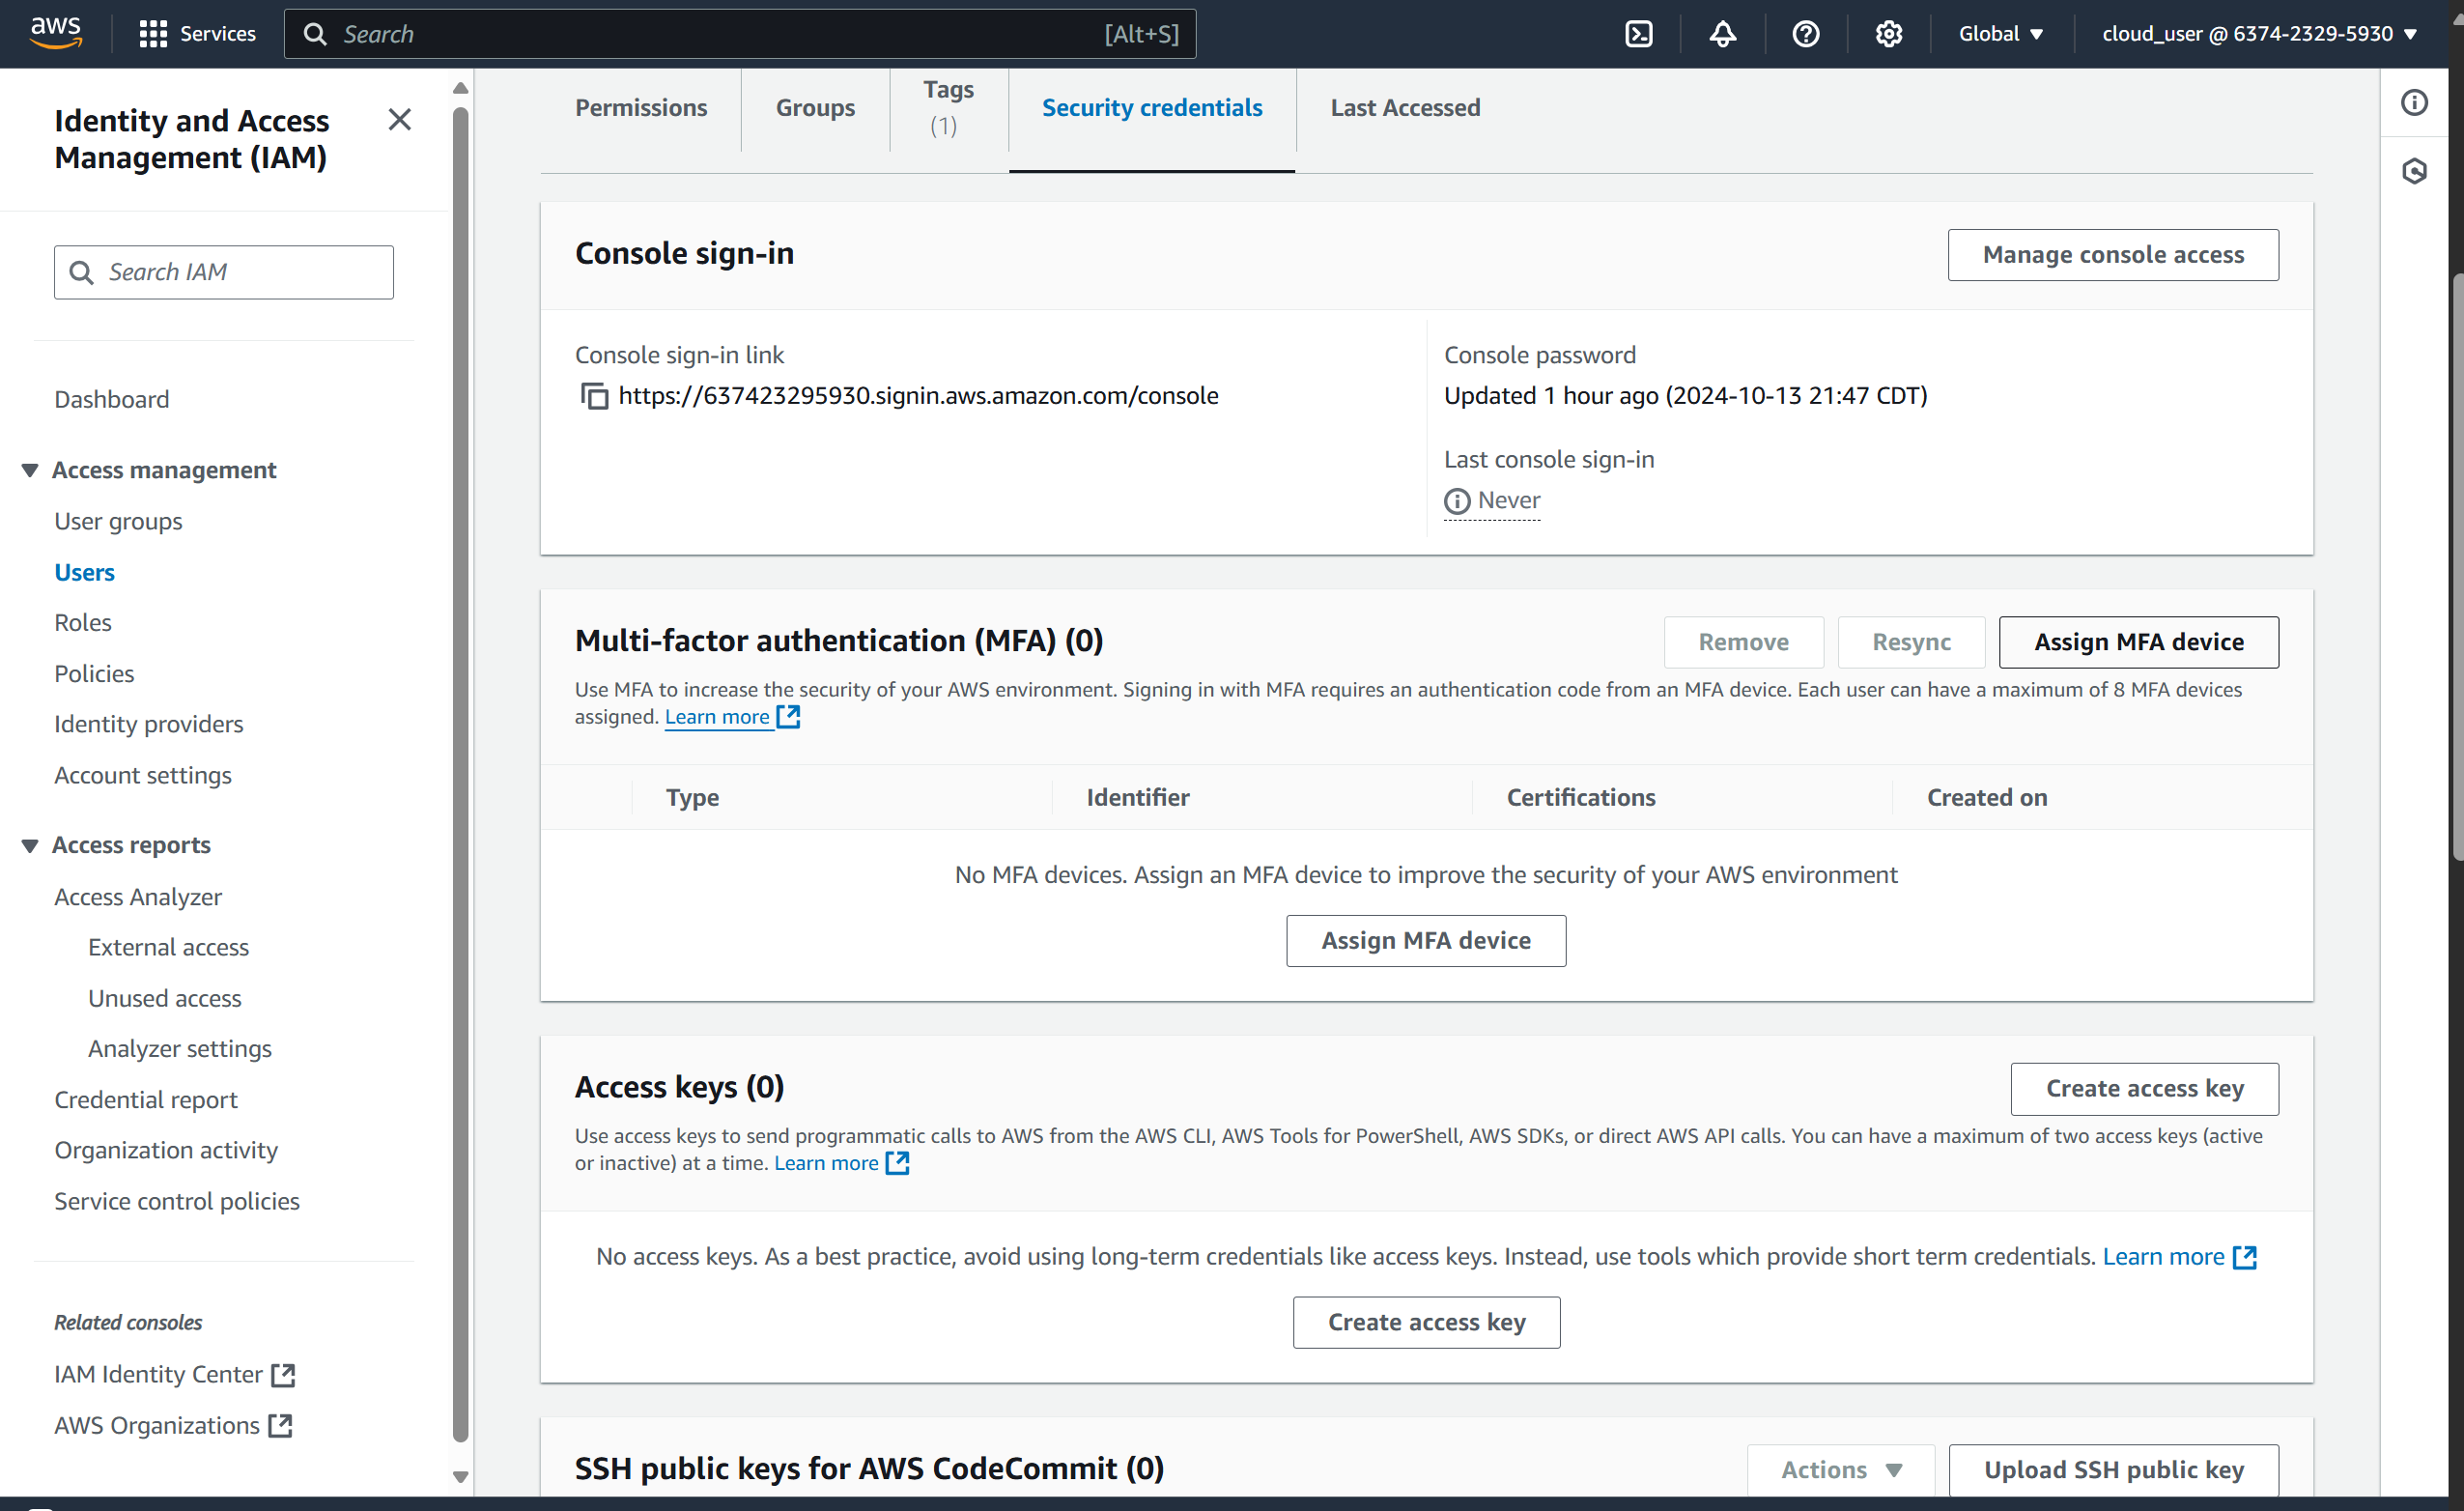 aws
Services
Search
[Alt+S]
Global
cloud_user @ 6374-2329-5930
Identity and Access
Management (IAM)
Search IAM
Dashboard
Access management
User groups
Users
Roles
Policies
Identity providers
Account settings
Access reports
Access Analyzer
External access
Unused access
Analyzer settings
Credential report
Organization activity
Service control policies
Related consoles
IAM Identity Center
AWS Organizations
Permissions
Groups
Tags
(1)
Security credentials
Last Accessed
Console sign-in
Manage console access
Console sign-in link
https://637423295930.signin.aws.amazon.com/console
Console password
Updated 1 hour ago (2024-10-13 21:47 CDT)
Last console sign-in
Never
Multi-factor authentication (MFA) (0)
Remove
Resync
Assign MFA device
Use MFA to increase the security of your AWS environment. Signing in with MFA requires an authentication code from an MFA device. Each user can have a maximum of 8 MFA devices
assigned. Learn more
Type
Identifier
Certifications
Created on
No MFA devices. Assign an MFA device to improve the security of your AWS environment
Assign MFA device
Access keys (0)
Create access key
Use access keys to send programmatic calls to AWS from the AWS CLI, AWS Tools for PowerShell, AWS SDKs, or direct AWS API calls. You can have a maximum of two access keys (active
or inactive) at a time. Learn more
No access keys. As a best practice, avoid using long-term credentials like access keys. Instead, use tools which provide short term credentials. Learn more
Create access key
SSH public keys for AWS CodeCommit (0)
Actions
Upload SSH public key